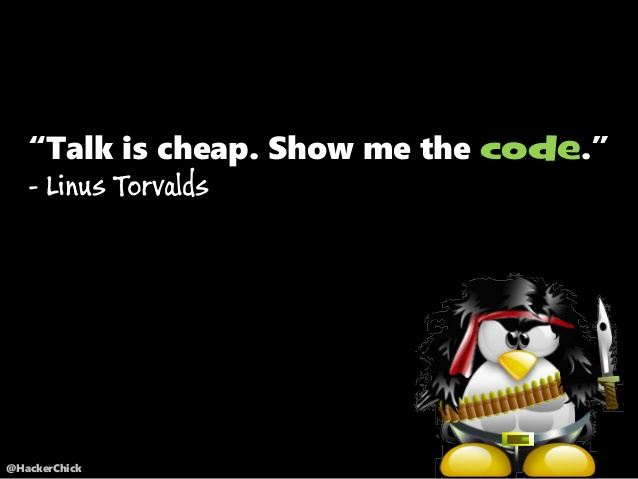 “Talk is cheap. Show me the code.”
- Linus Torvalds
@HackerChick